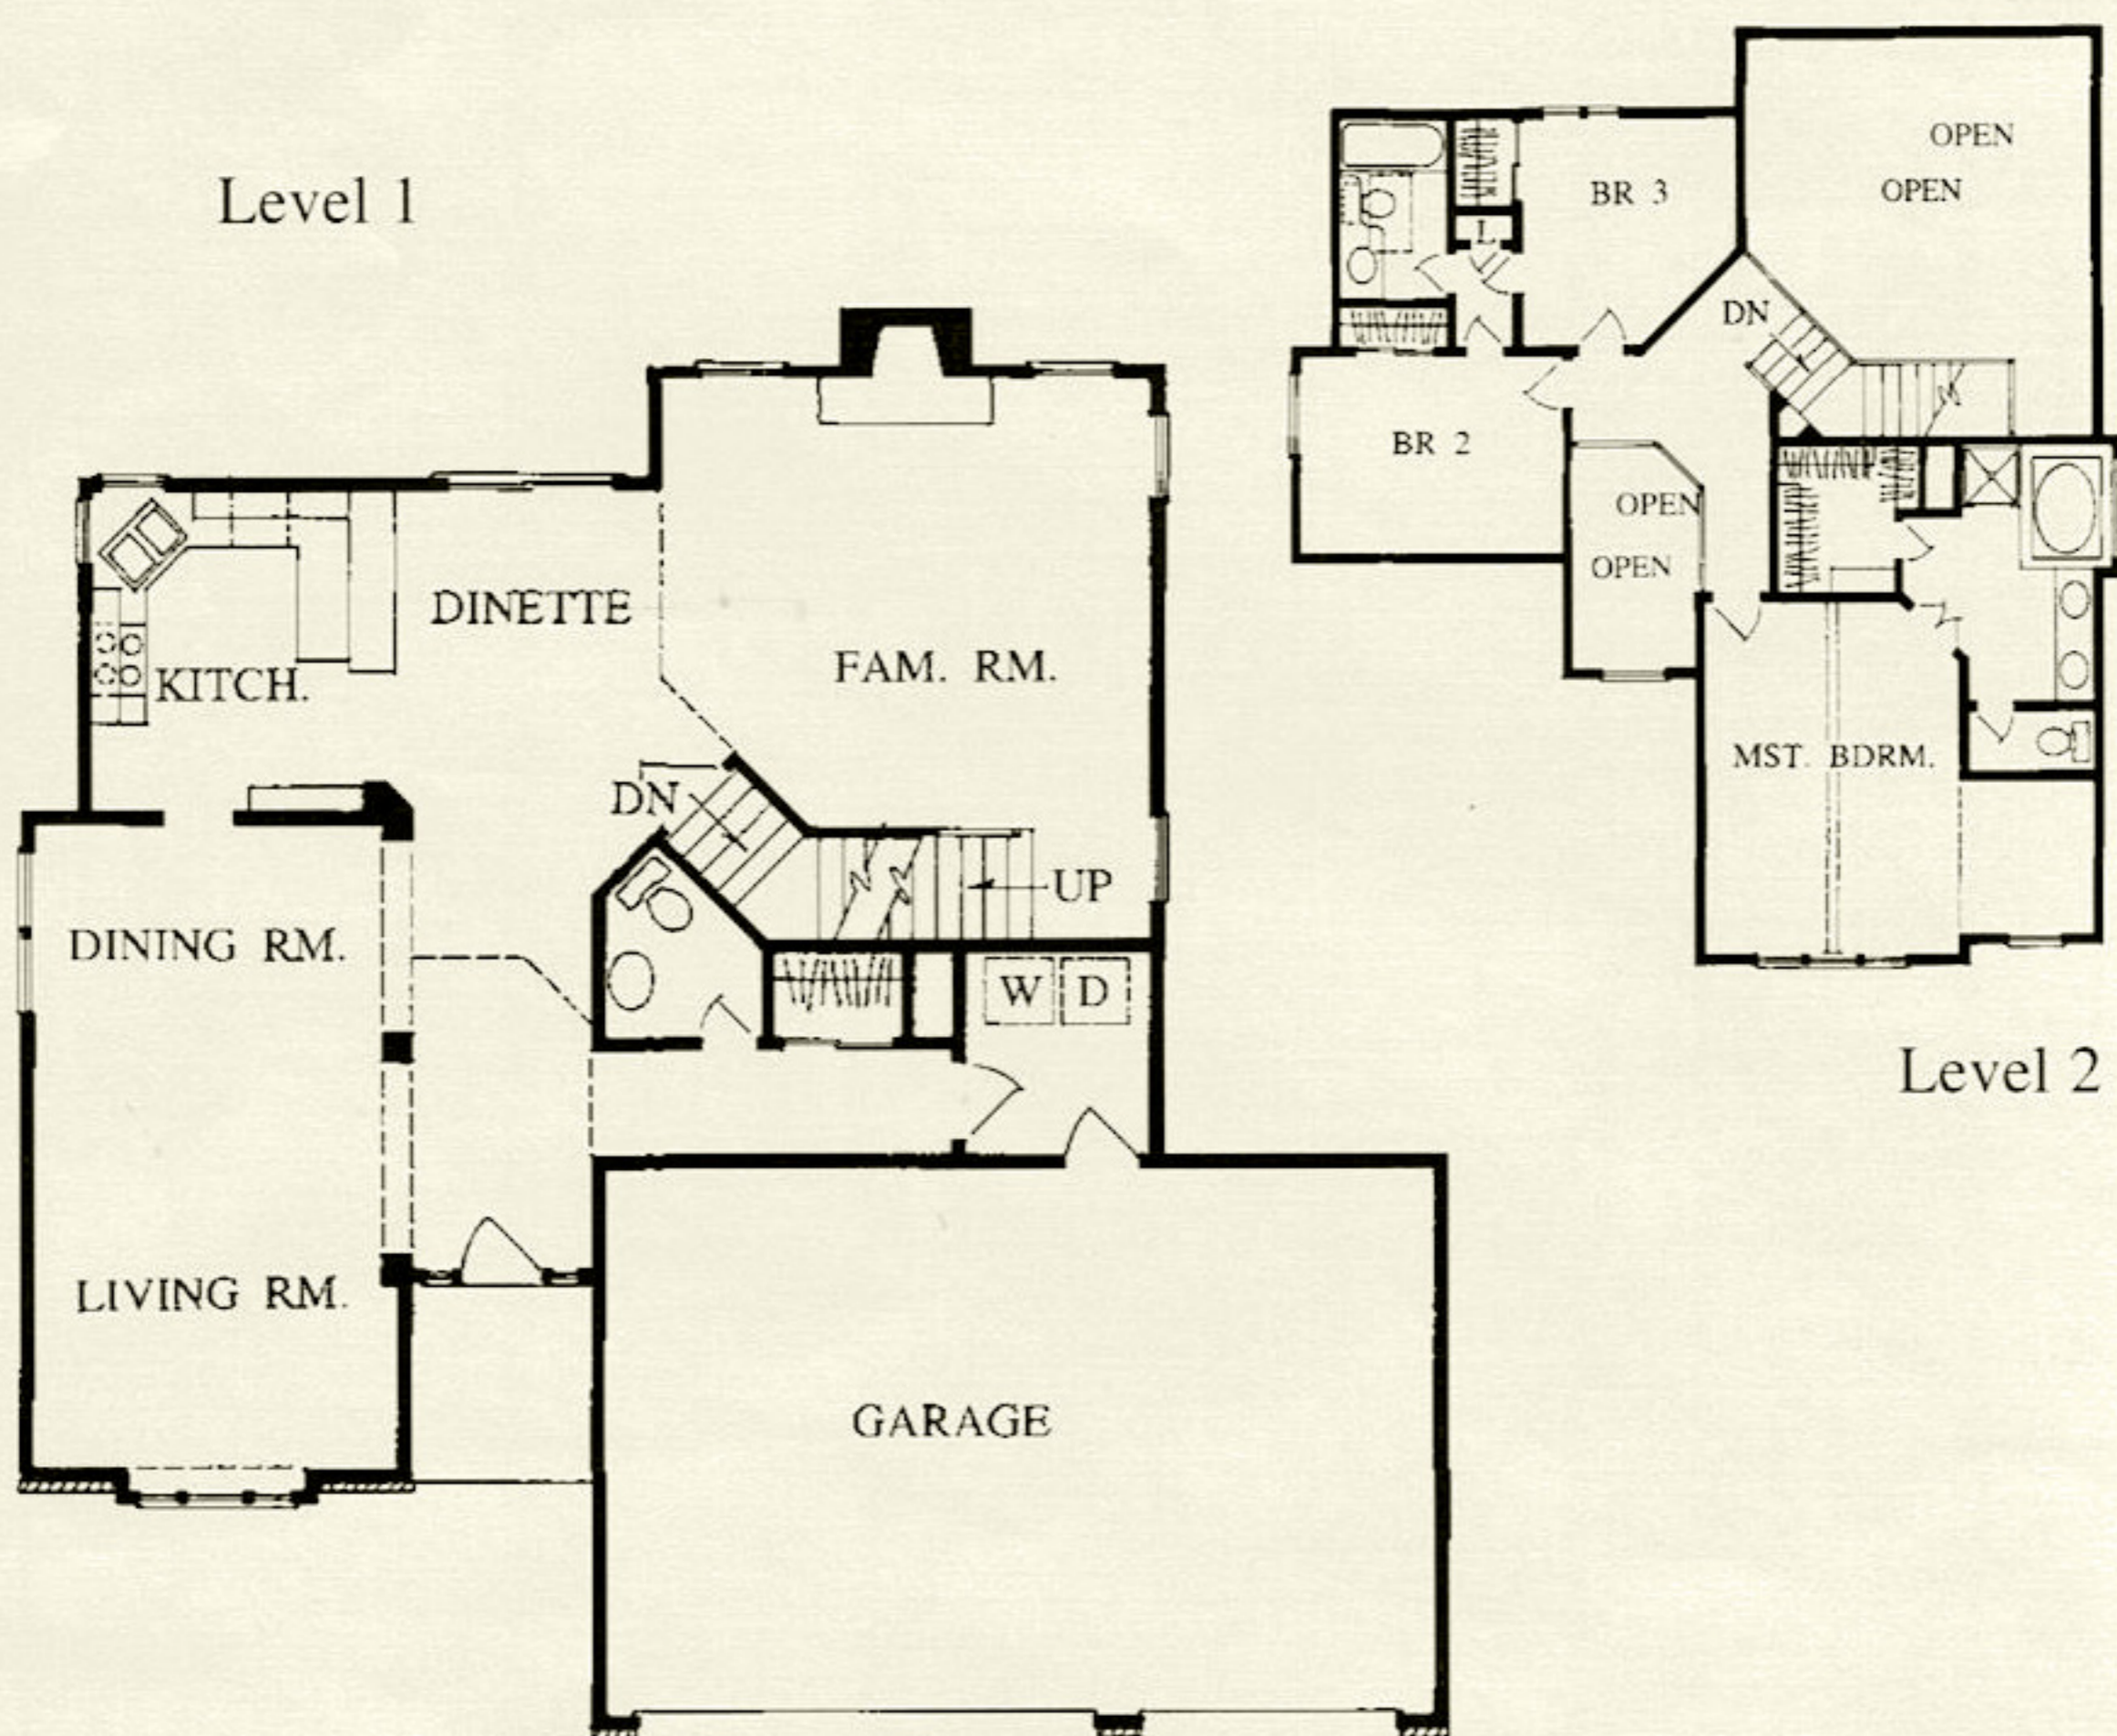 Level 1
KITCH.
DINETTE
FAM. RM.
DN
UP
DINING RM.
W D
LIVING RM.
GARAGE
OPEN
OPEN
BR 3
L
DN
BR 2
OPEN
OPEN
MST. BDRM.
Level 2